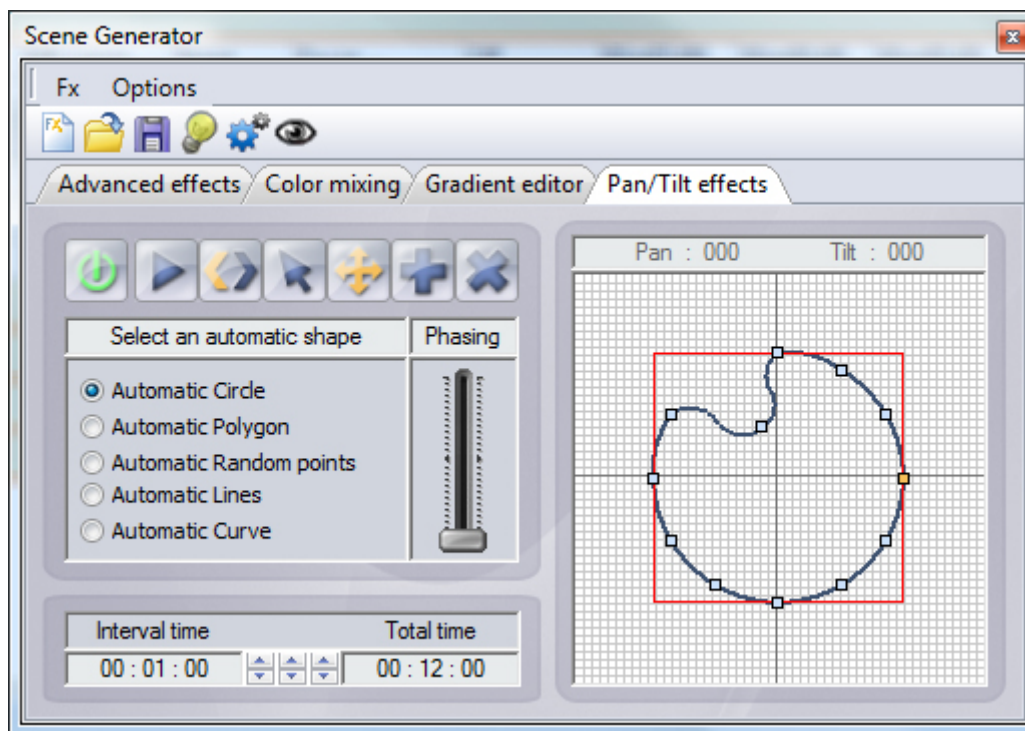 Scene Generator
Fx Options
FX
Advanced effects Color mixing Gradient editor Pan/Tilt effects
Pan : 000 Tilt : 000
Select an automatic shape Phasing
Automatic Circle
Automatic Polygon
Automatic Random points
Automatic Lines
Automatic Curve
Interval time Total time
00 : 01 : 00 00 : 12 : 00